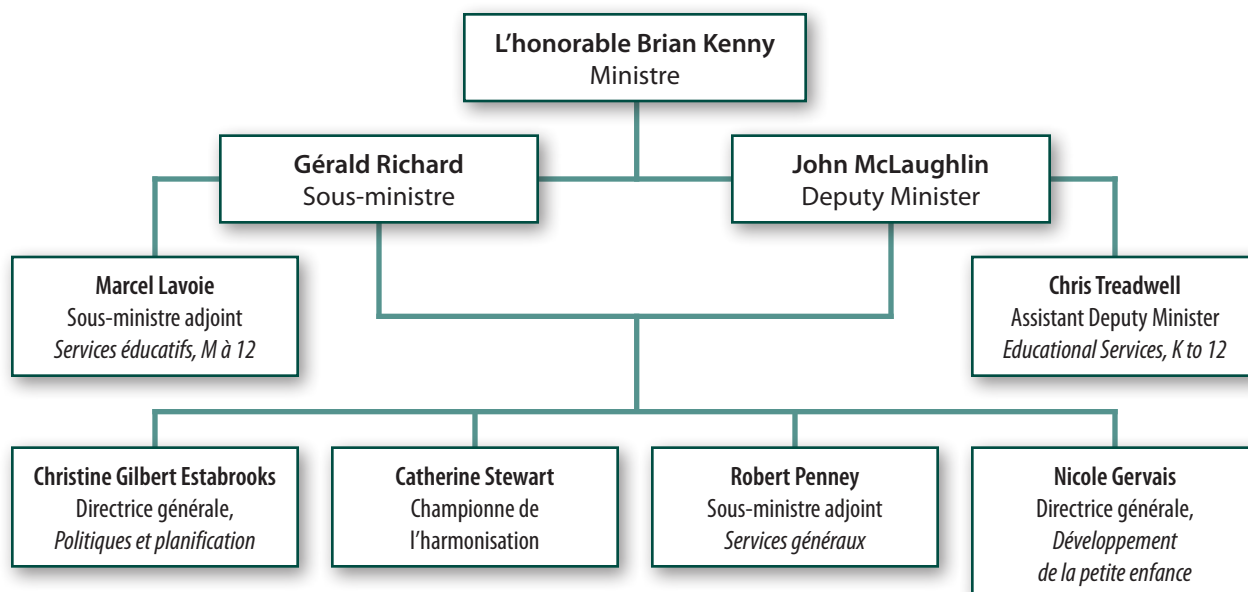 L'honorable Brian Kenny
Ministre
Gérald Richard
Sous-ministre
John McLaughlin
Deputy Minister
Marcel Lavoie
Sous-ministre adjoint
Services éducatifs, M à 12
Chris Treadwell
Assistant Deputy Minister
Educational Services, K to 12
Christine Gilbert Estabrooks
Directrice générale,
Politiques et planification
Catherine Stewart
Championne de
l'harmonisation
Robert Penney
Sous-ministre adjoint
Services généraux
Nicole Gervais
Directrice générale,
Développement
de la petite enfance